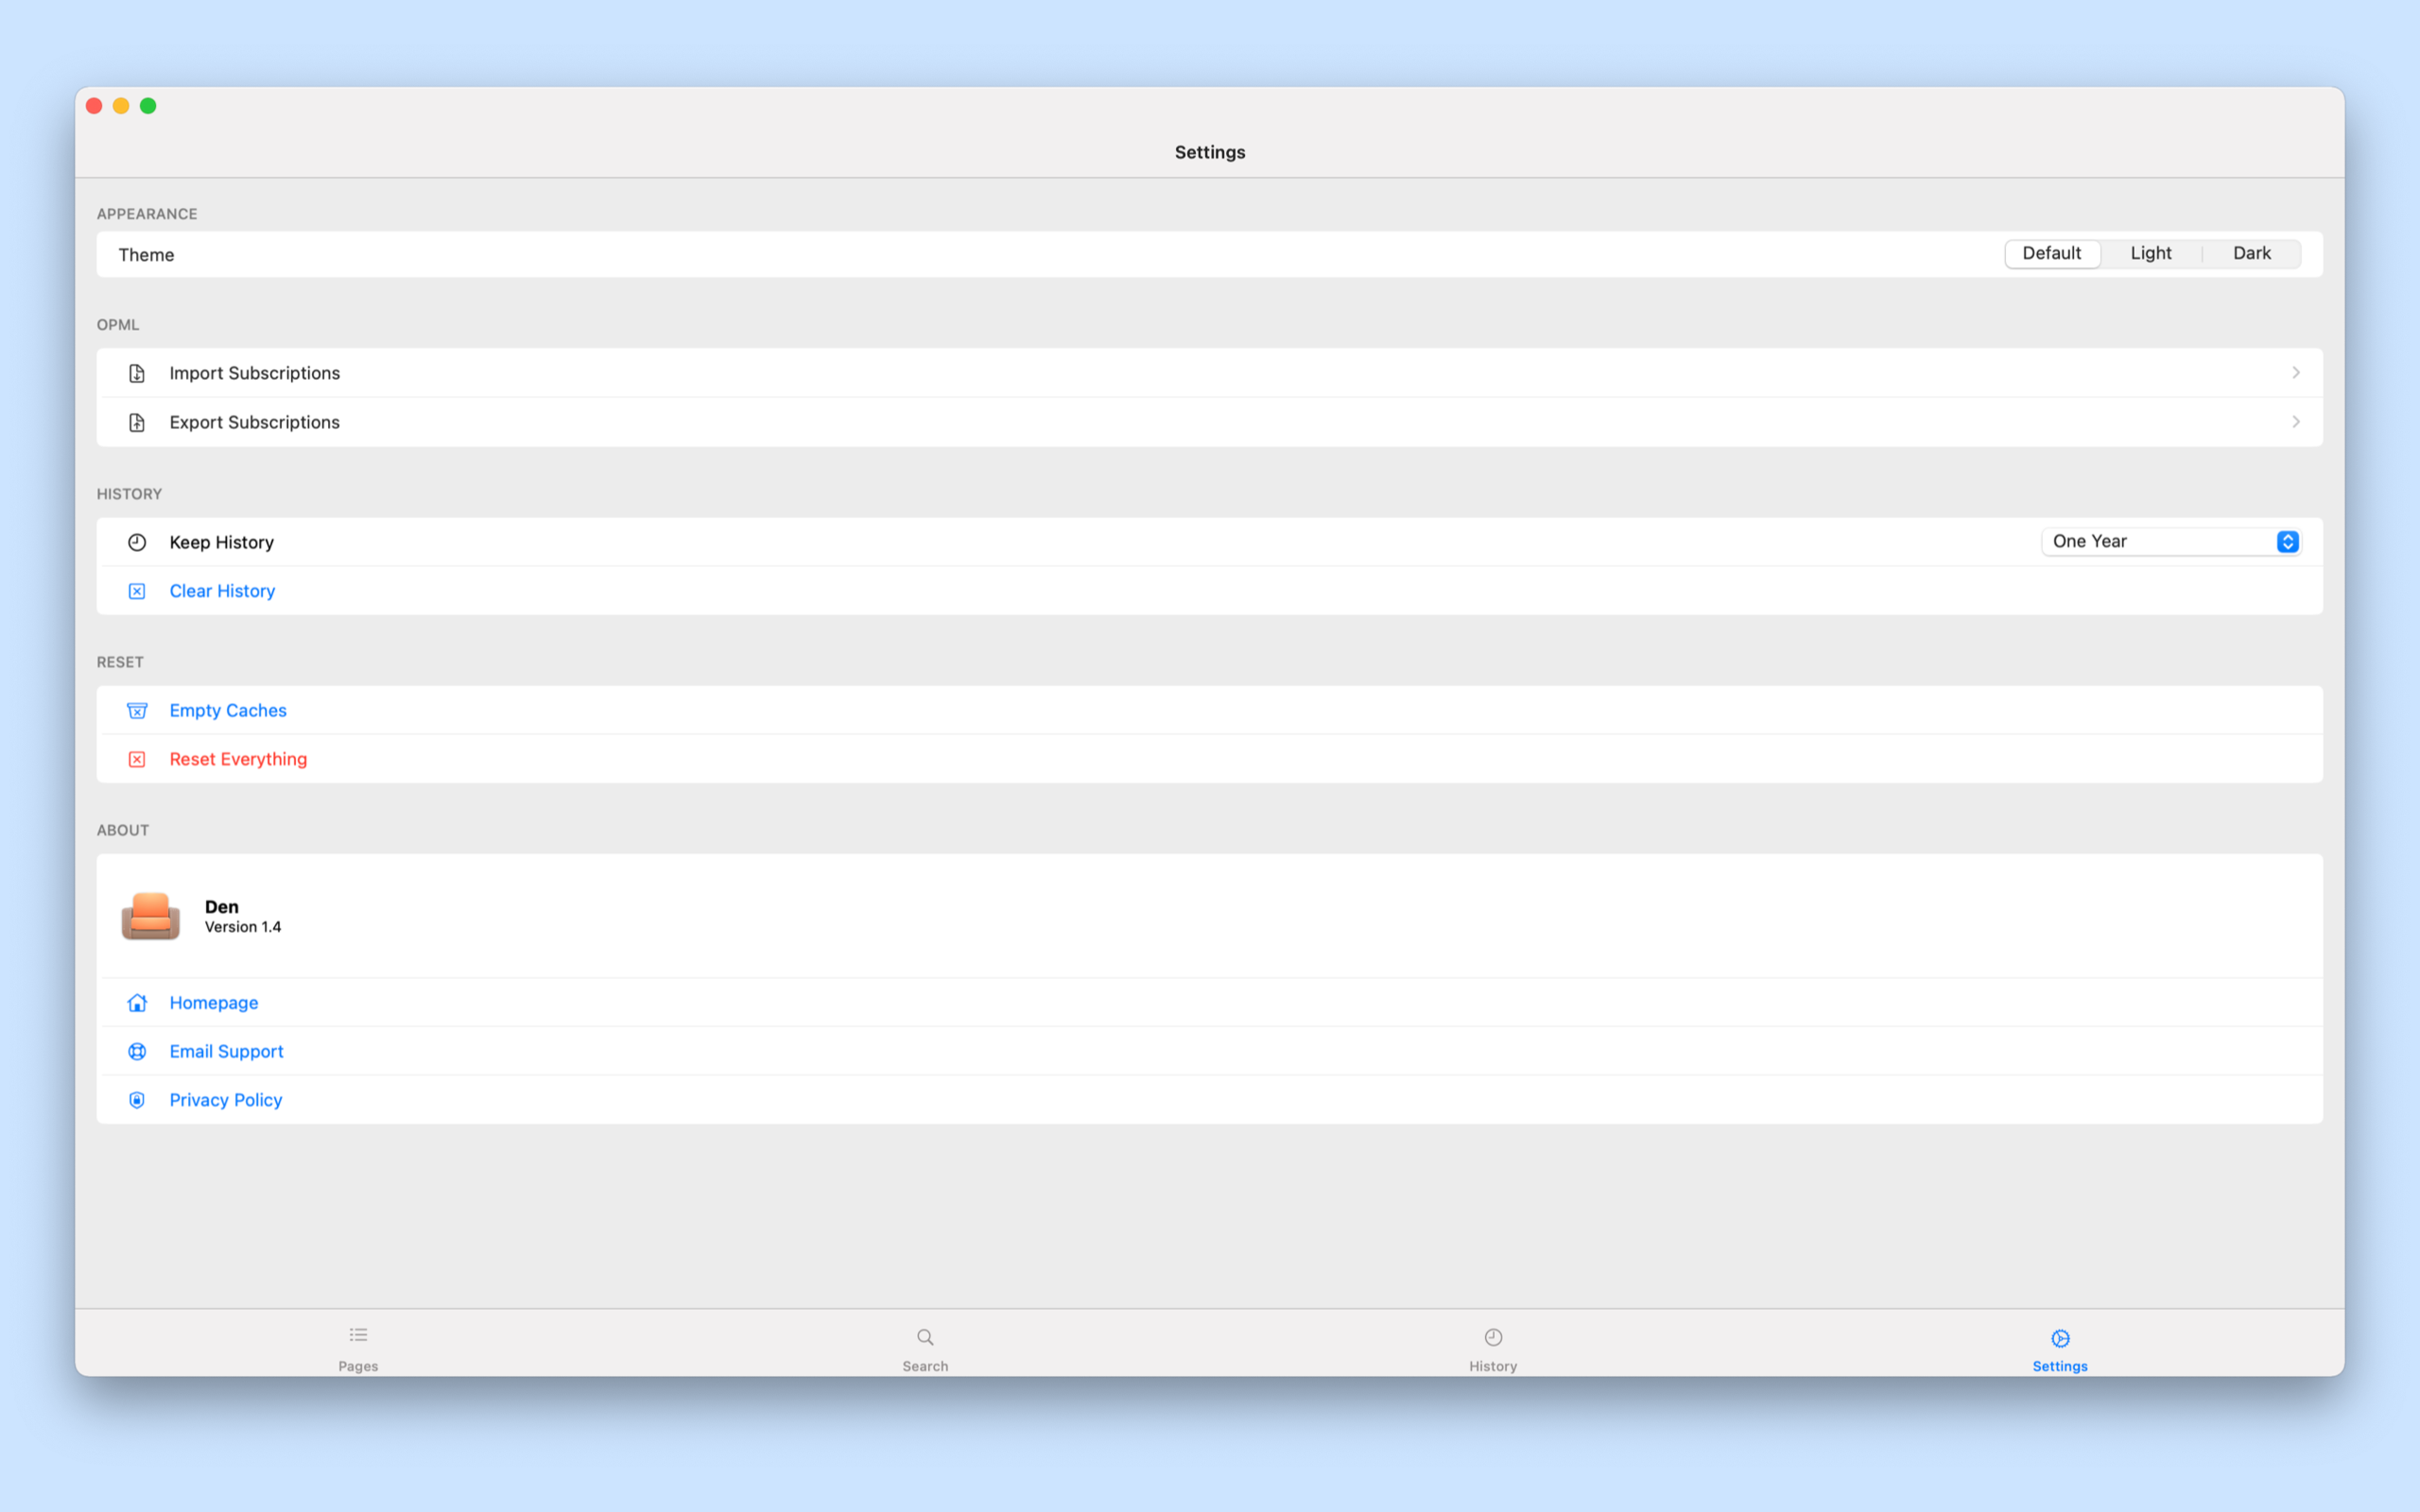 Settings
APPEARANCE
Theme
Default Light Dark
OPML
Import Subscriptions
Export Subscriptions
HISTORY
Keep History
One Year
Clear History
RESET
Empty Caches
Reset Everything
ABOUT
Den
Version 1.4
Homepage
Email Support
Privacy Policy
Pages Search History Settings